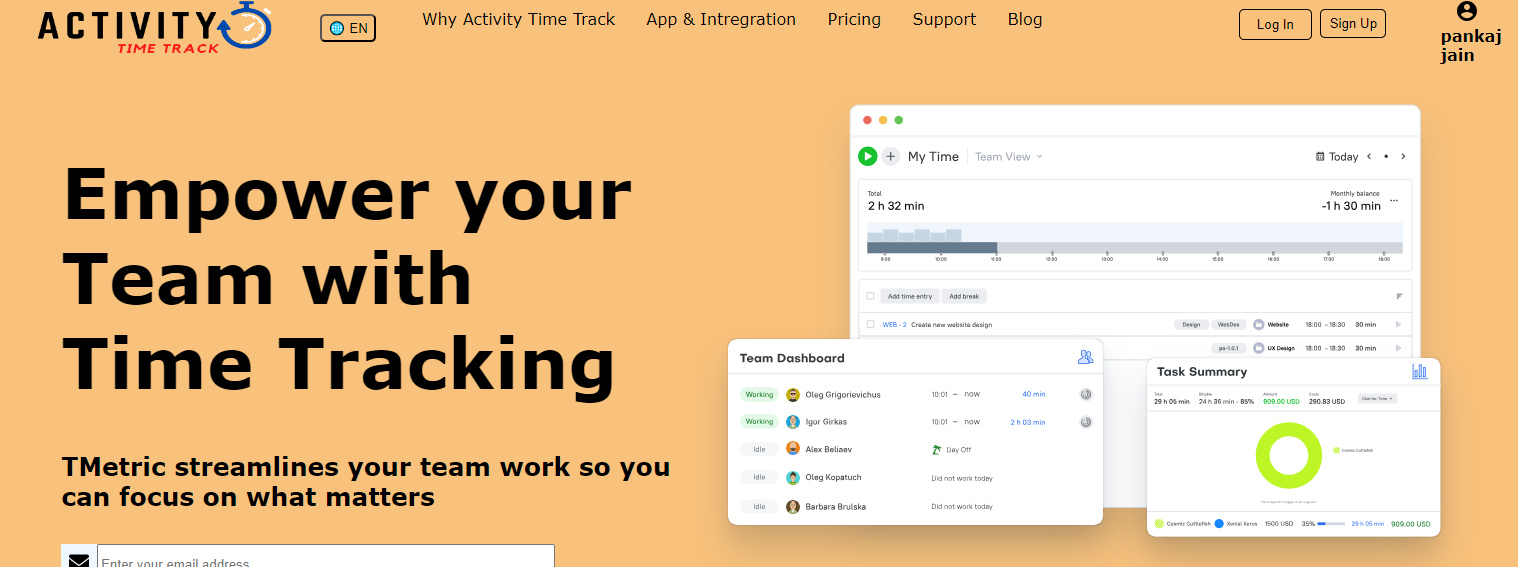 ACTIVITY
TIME TRACK
EN
Why Activity Time Track
App & Intregration
Pricing
Support
Blog
Log In
Sign Up
pankaj
jain
Empower your
Team with
Time Tracking
TMetric streamlines your team work so you
can focus on what matters
Enter your email address
My Time
Team View
Today
Total
2 h 32 min
Monthly balance
-1 h 30 min
9:00 10:00 11:00 12:00 13:00 14:00 15:00 16:00 17:00 18:00
Add time entry Add break
WEB - 2 Create new website design Design WebDes Website 18:00 - 18:30 30 min
po-1.0.1 UX Design 18:00 - 18:30 30 min
Team Dashboard
Working Oleg Grigorievichus 10:01 – now 40 min
Working Igor Girkas 10:01 – now 2 h 03 min
Idle Alex Beliaev Day Off
Idle Oleg Kopatuch Did not work today
Idle Barbara Brulska Did not work today
Task Summary
Total Billable Amount Costs
29 h 05 min 24 h 36 min - 85% 909.00 USD 290.83 USD
Cosmic Cuttlefish
Cosmic Cuttlefish Xenial Xerus 1500 USD 35% 29 h 05 min 909.00 USD